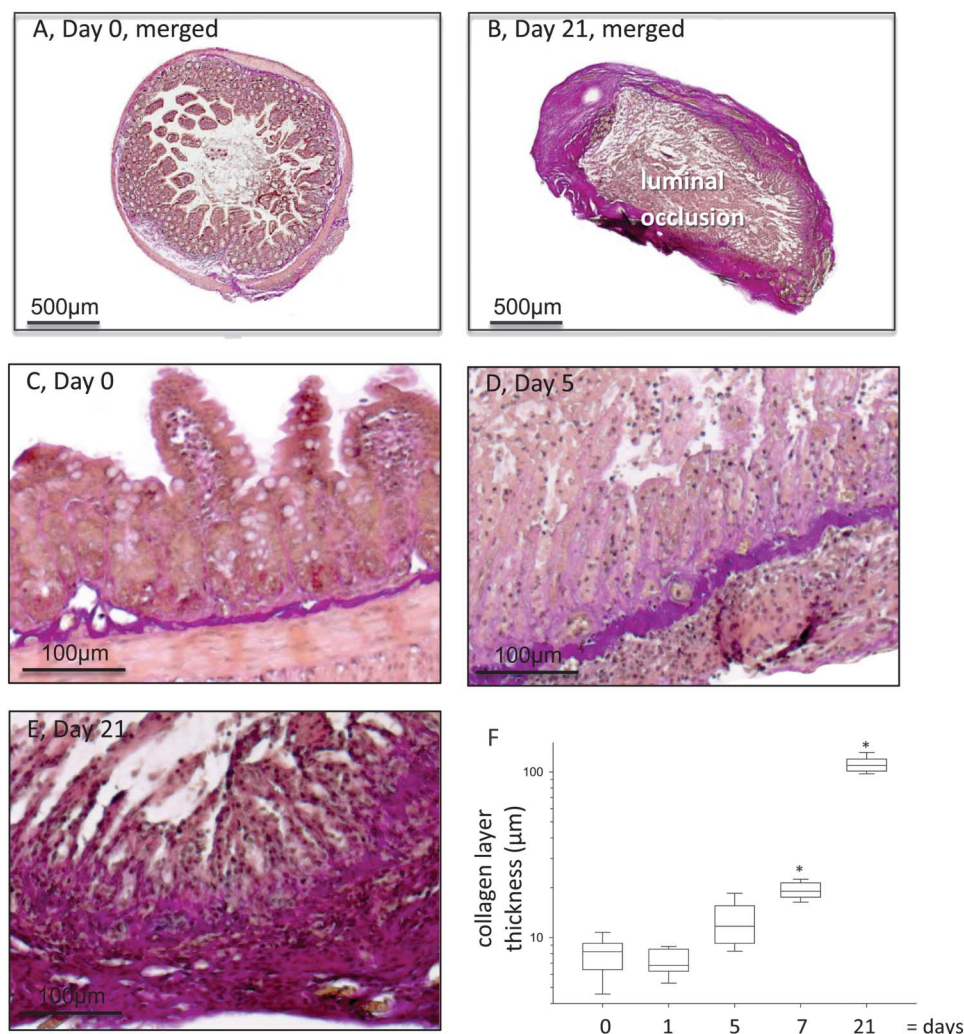 A, Day 0, merged
500µm
B, Day 21, merged
luminal
occlusion
500µm
C, Day 0
100µm
D, Day 5
100µm
E, Day 21
100µm
F
collagen layer
thickness (µm)
100
10
*
*
0 1 5 7 21 = days